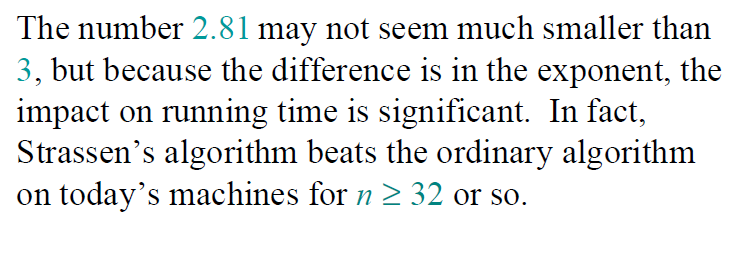 The number 2.81 may not seem much smaller than
3, but because the difference is in the exponent, the
impact on running time is significant.  In fact,
Strassen’s algorithm beats the ordinary algorithm
on today’s machines for n ≥ 32 or so.